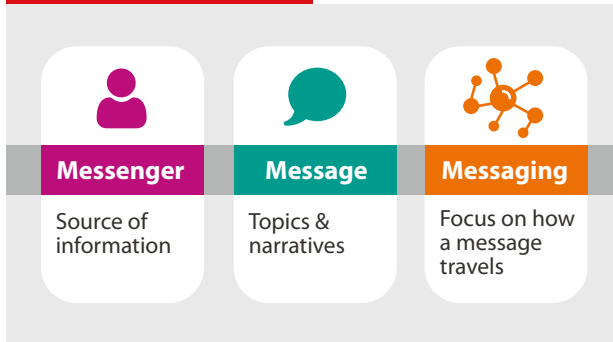 Messenger
Source of
information
Message
Topics &
narratives
Messaging
Focus on how
a message
travels